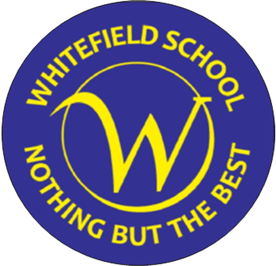 WHITEFIELD SCHOOL
W
NOTHING BUT THE BEST